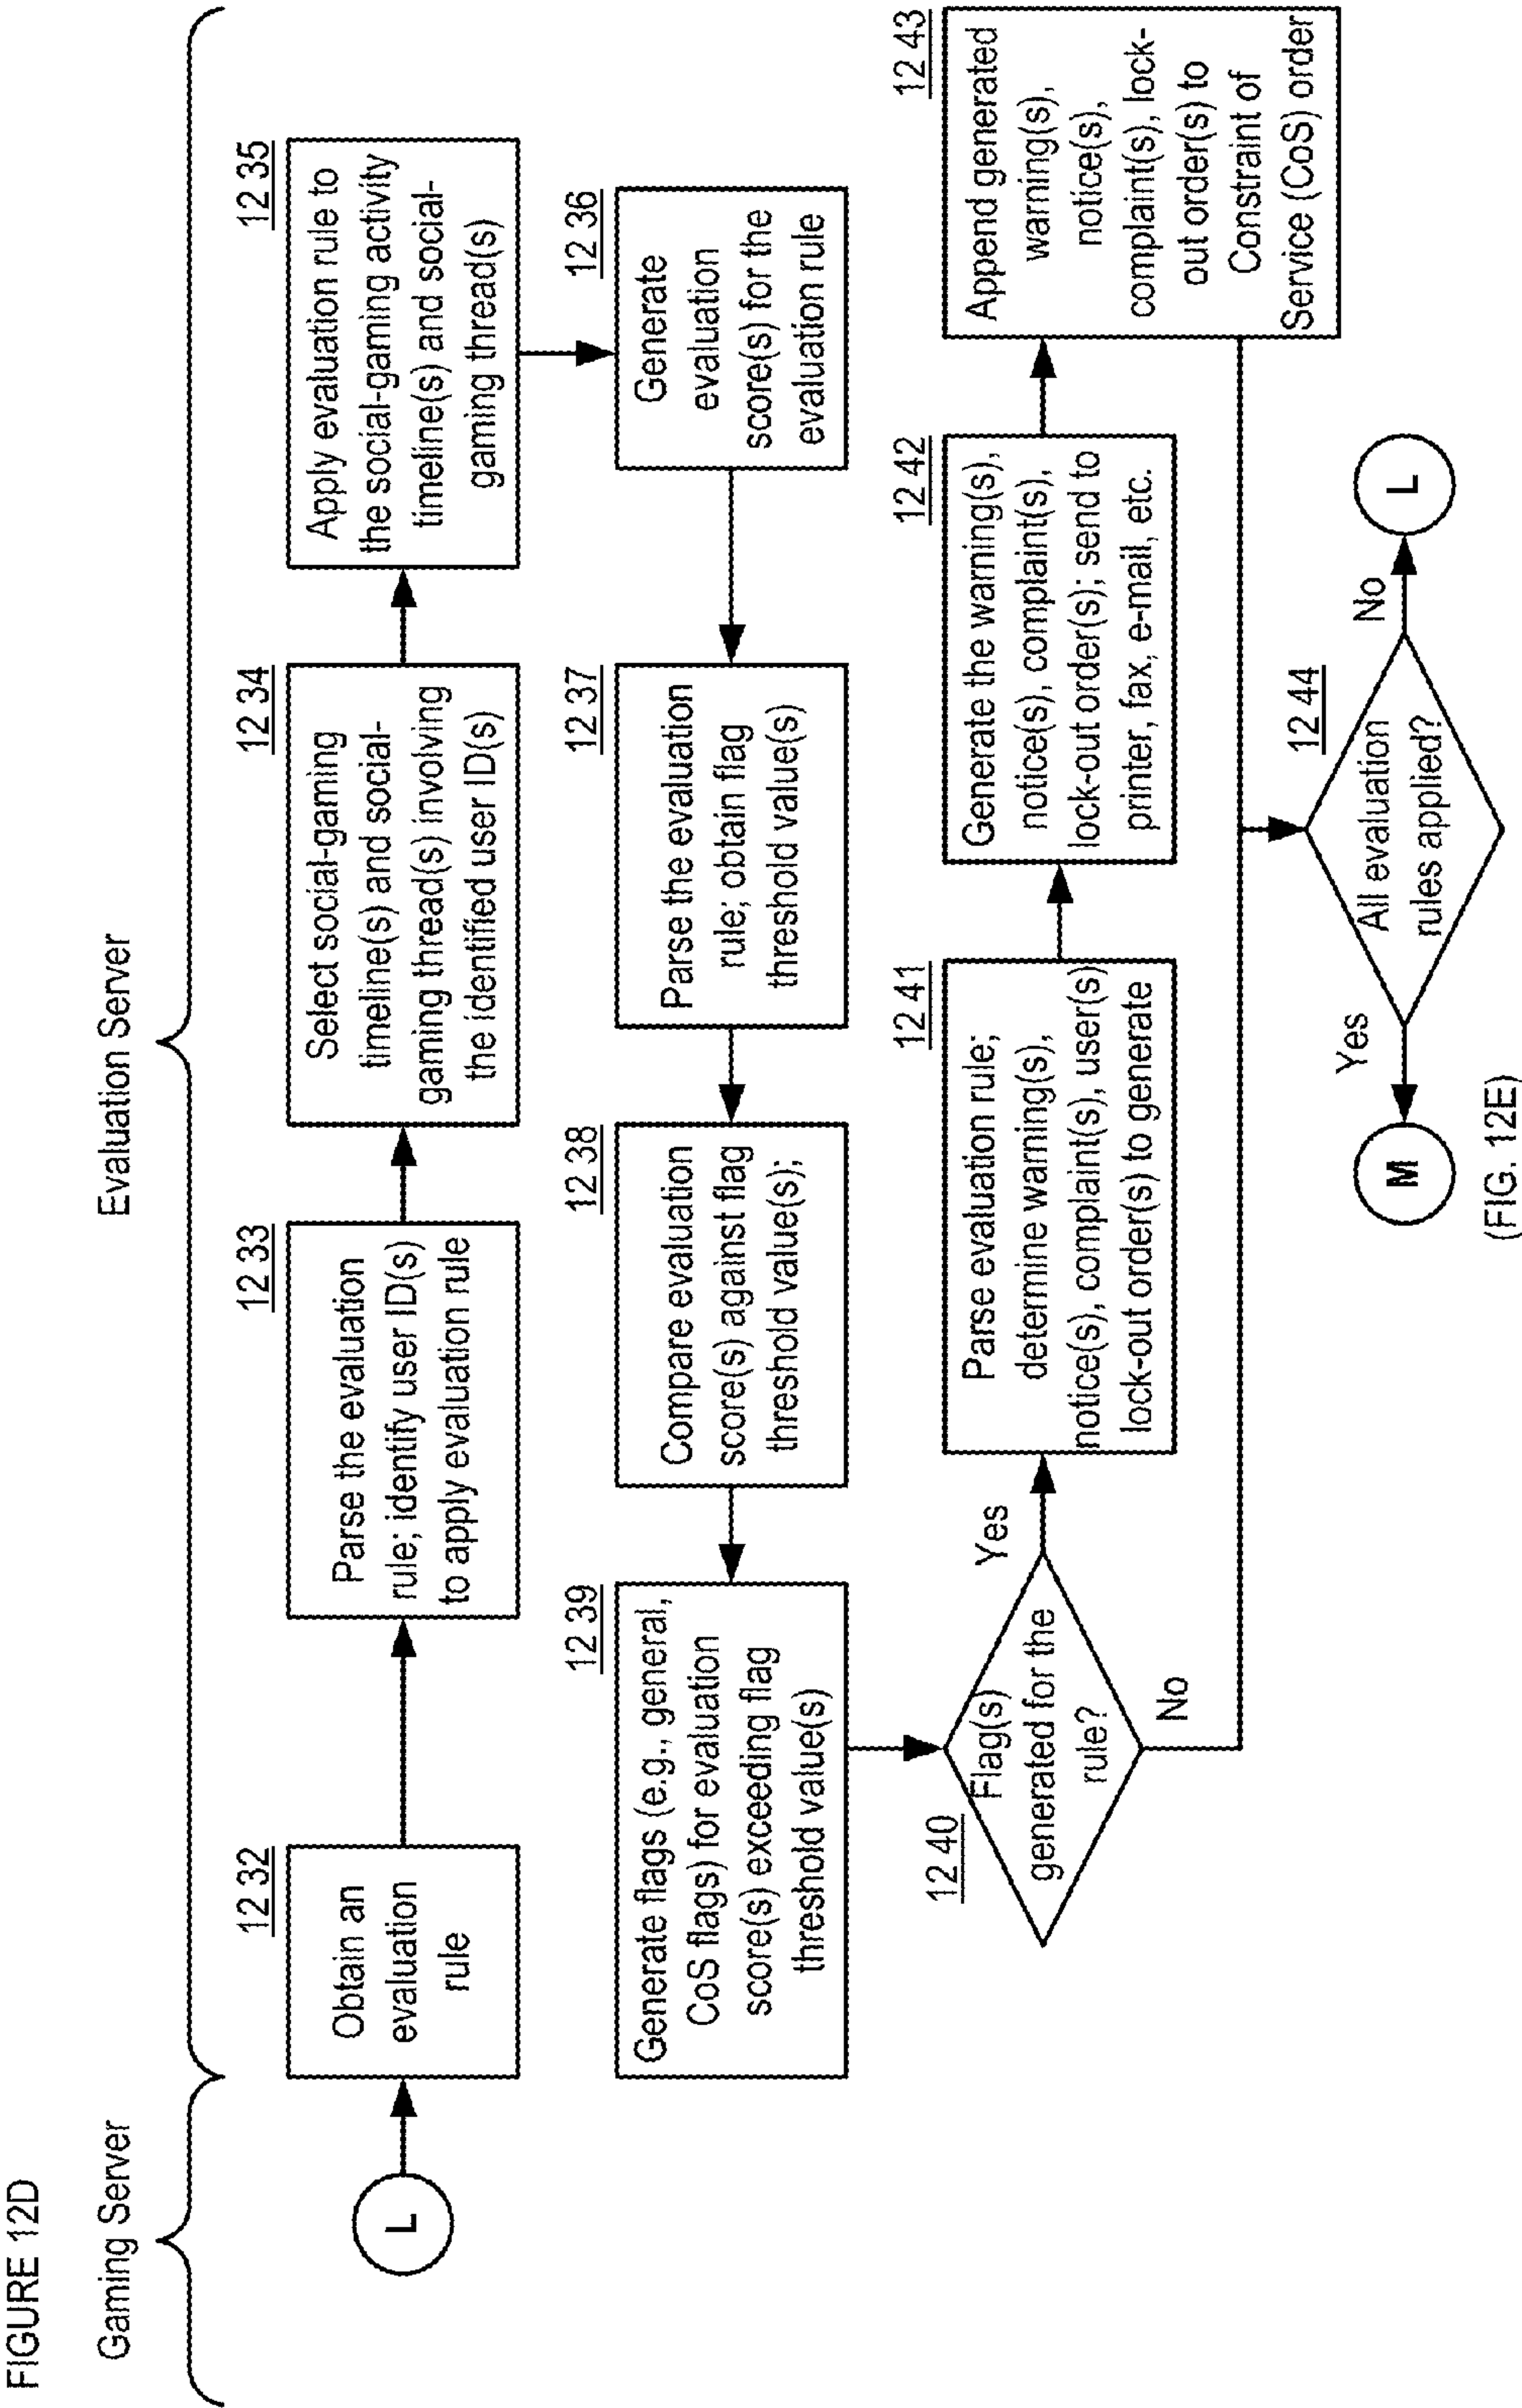 FIGURE 12D
Gaming Server
Evaluation Server
L
12 32
Obtain an
evaluation
rule
12 33
Parse the evaluation
rule; identify user ID(s)
to apply evaluation rule
12 34
Select social-gaming
timeline(s) and social-
gaming thread(s) involving
the identified user ID(s)
12 35
Apply evaluation rule to
the social-gaming activity
timeline(s) and social-
gaming thread(s)
12 36
Generate
evaluation
score(s) for the
evaluation rule
12 37
Parse the evaluation
rule; obtain flag
threshold value(s)
12 38
Compare evaluation
score(s) against flag
threshold value(s);
12 39
Generate flags (e.g., general,
CoS flags) for evaluation
score(s) exceeding flag
threshold value(s)
12 40
Flag(s)
generated for the
rule?
Yes
No
12 41
Parse evaluation rule;
determine warning(s),
notice(s), complaint(s), user(s)
lock-out order(s) to generate
12 42
Generate the warning(s),
notice(s), complaint(s),
lock-out order(s); send to
printer, fax, e-mail, etc.
12 43
Append generated
warning(s),
notice(s),
complaint(s), lock-
out order(s) to
Constraint of
Service (CoS) order
12 44
All evaluation
rules applied?
Yes
No
M
L
(FIG. 12E)